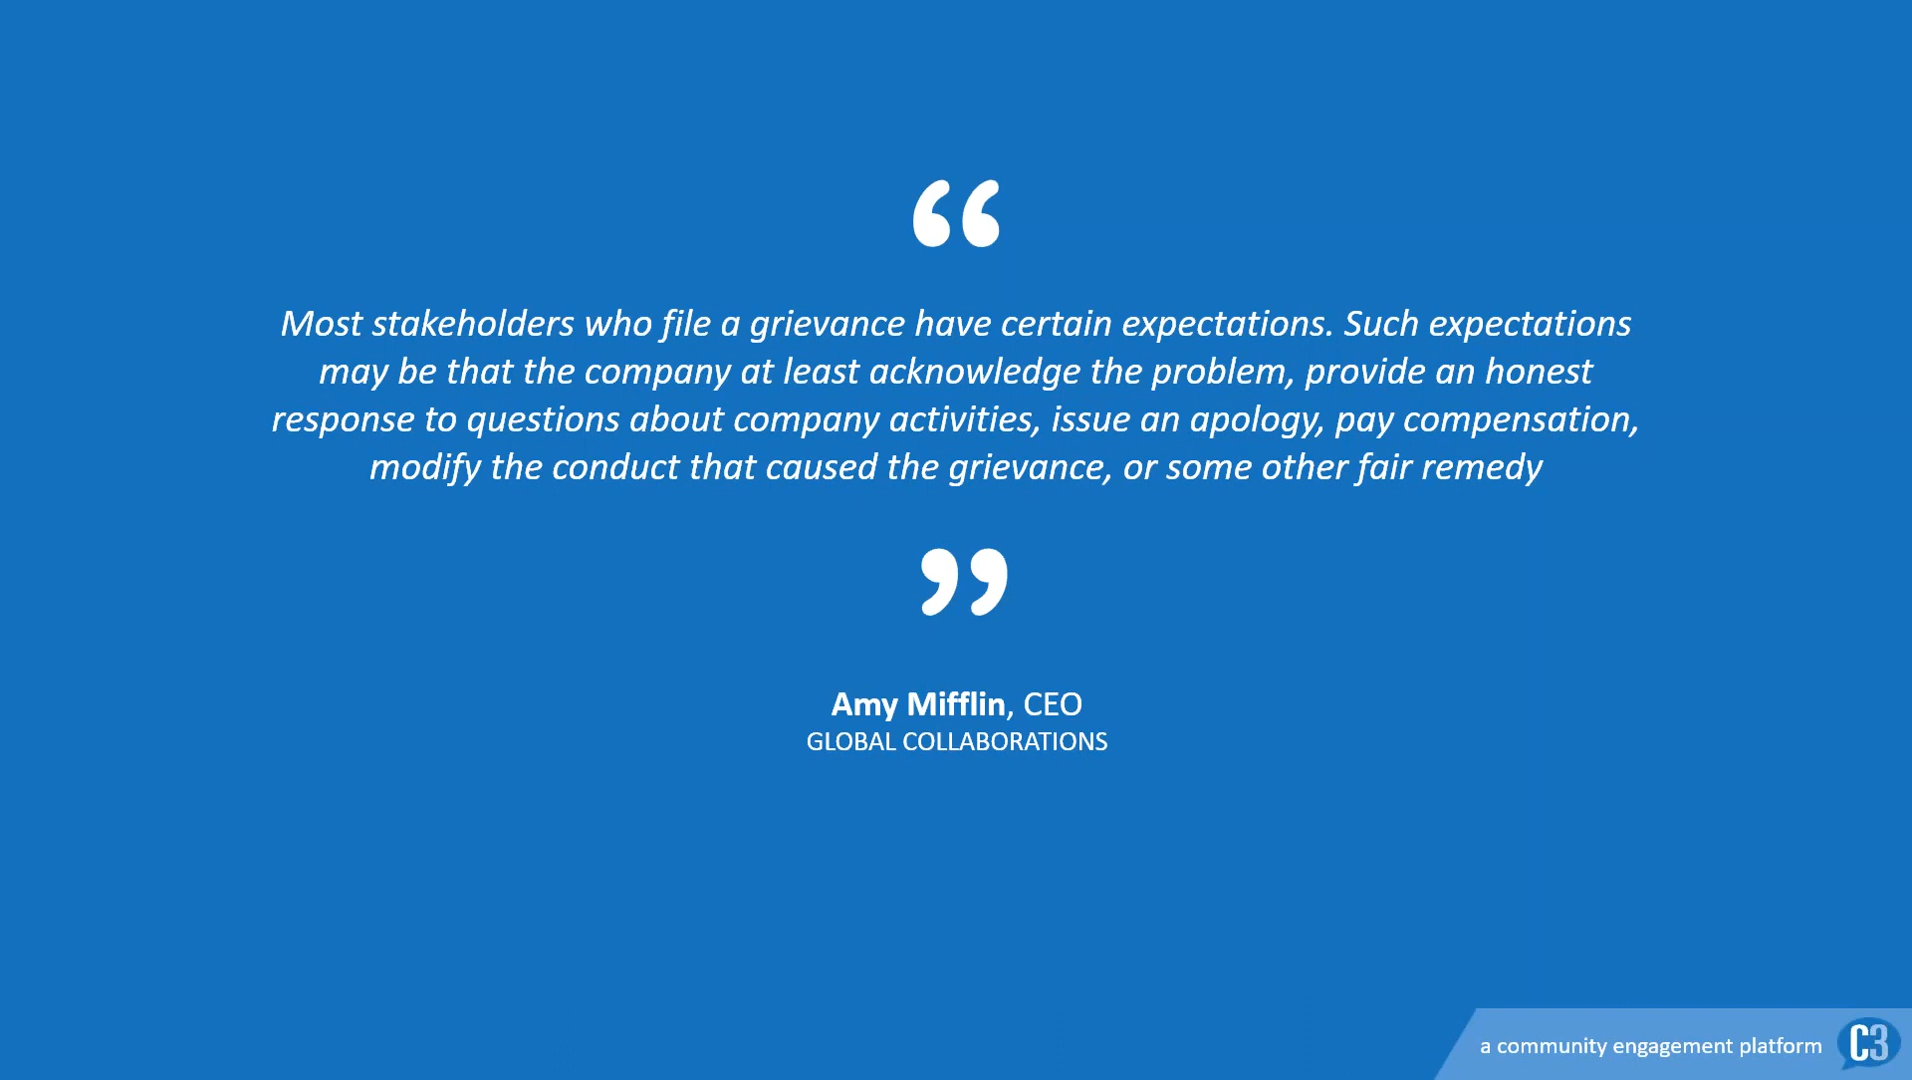 “
Most stakeholders who file a grievance have certain expectations. Such expectations
may be that the company at least acknowledge the problem, provide an honest
response to questions about company activities, issue an apology, pay compensation,
modify the conduct that caused the grievance, or some other fair remedy
”
Amy Mifflin, CEO
GLOBAL COLLABORATIONS
a community engagement platform C3